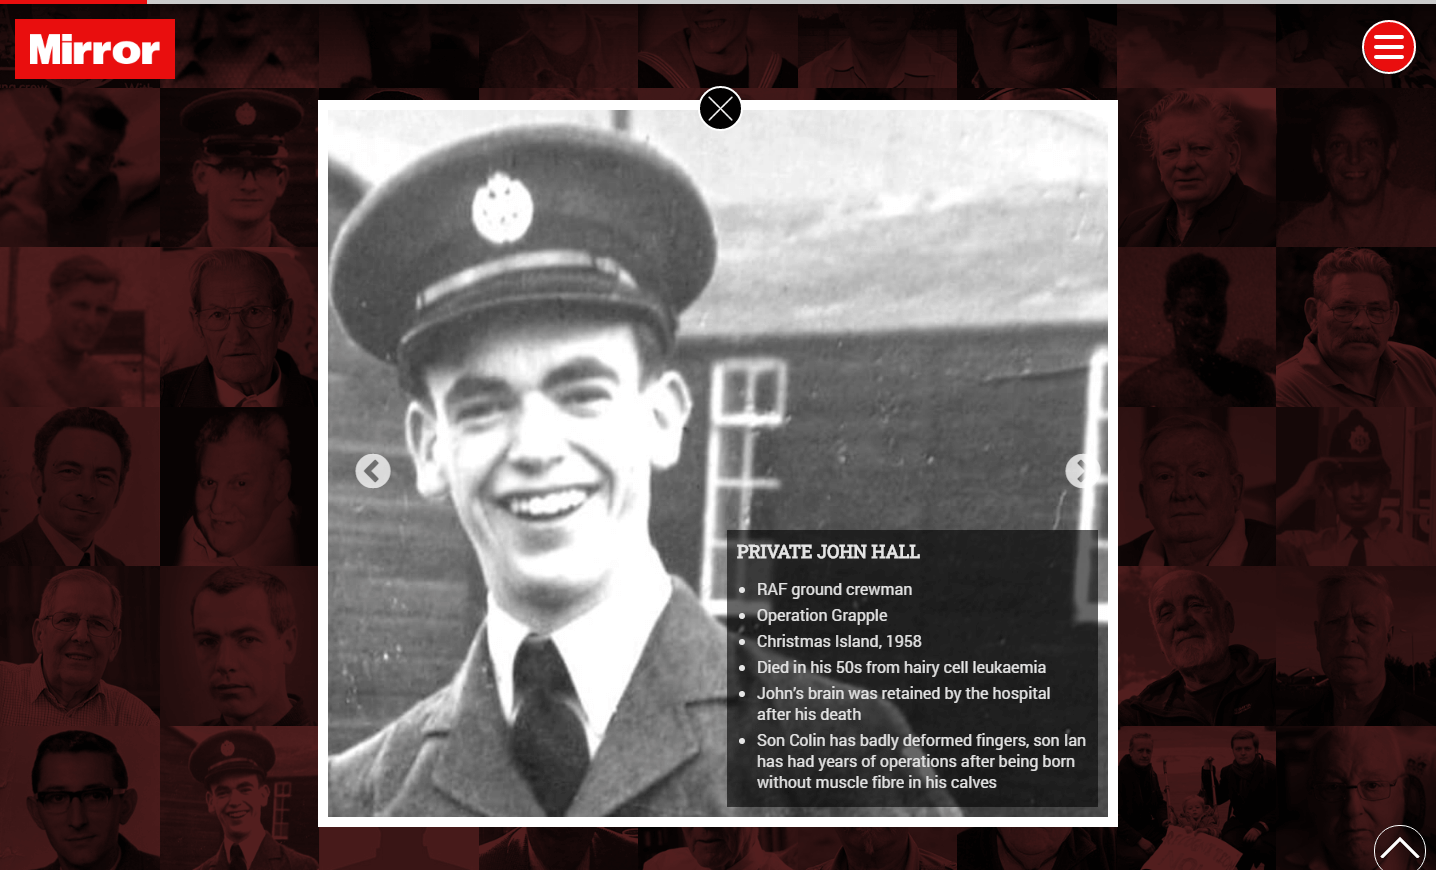 Mirror
PRIVATE JOHN HALL
• RAF ground crewman
• Operation Grapple
• Christmas Island, 1958
• Died in his 50s from hairy cell leukaemia
• John's brain was retained by the hospital
after his death
• Son Colin has badly deformed fingers, son Ian
has had years of operations after being born
without muscle fibre in his calves